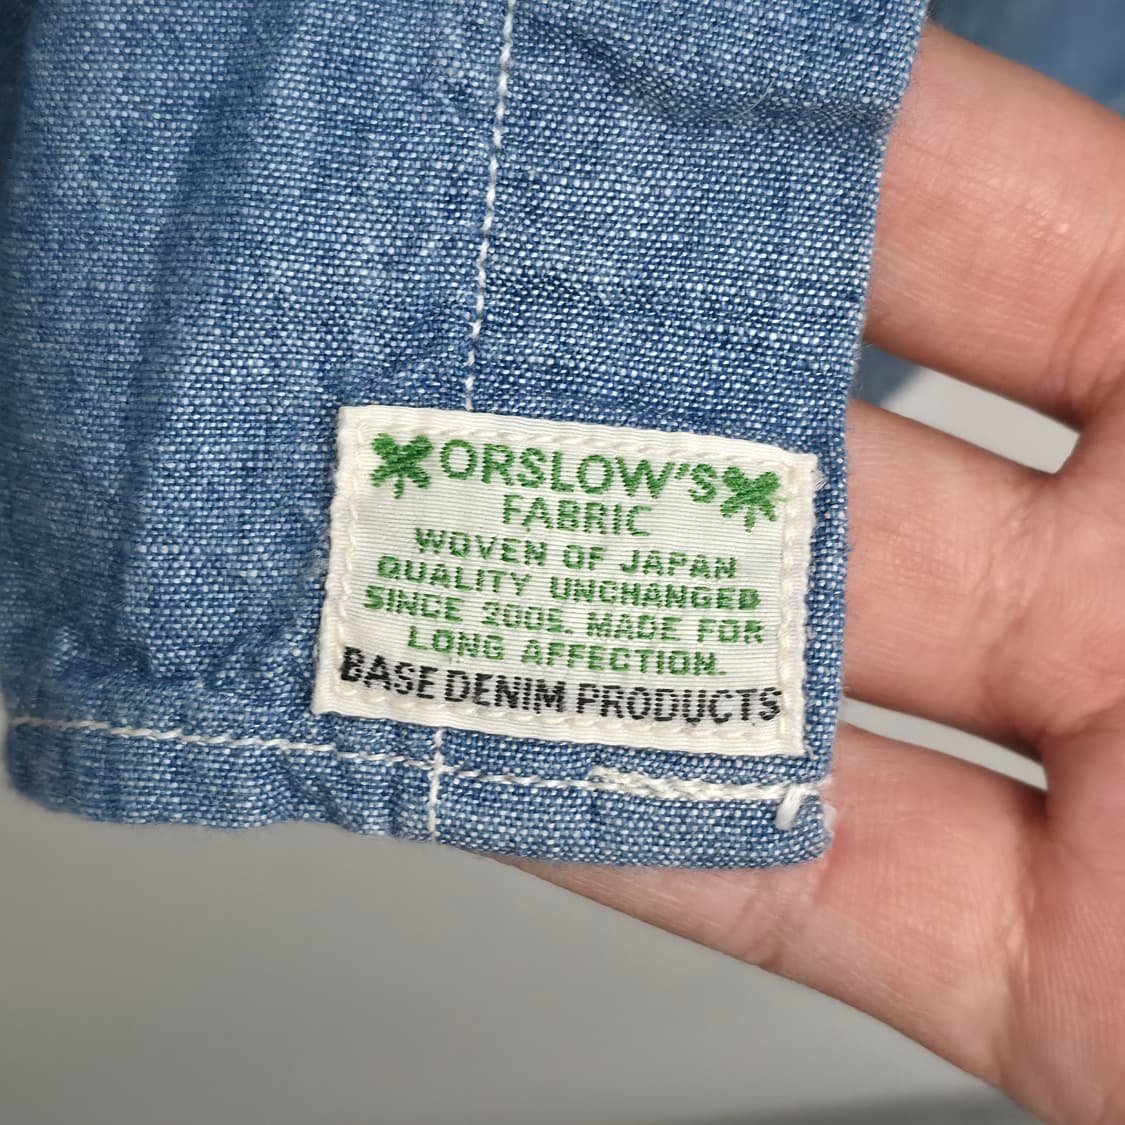 ORSLOW'S
FABRIC
WOVEN OF JAPAN
QUALITY UNCHANGED
SINCE 2005. MADE FOR
LONG AFFECTION.
BASE DENIM PRODUCTS